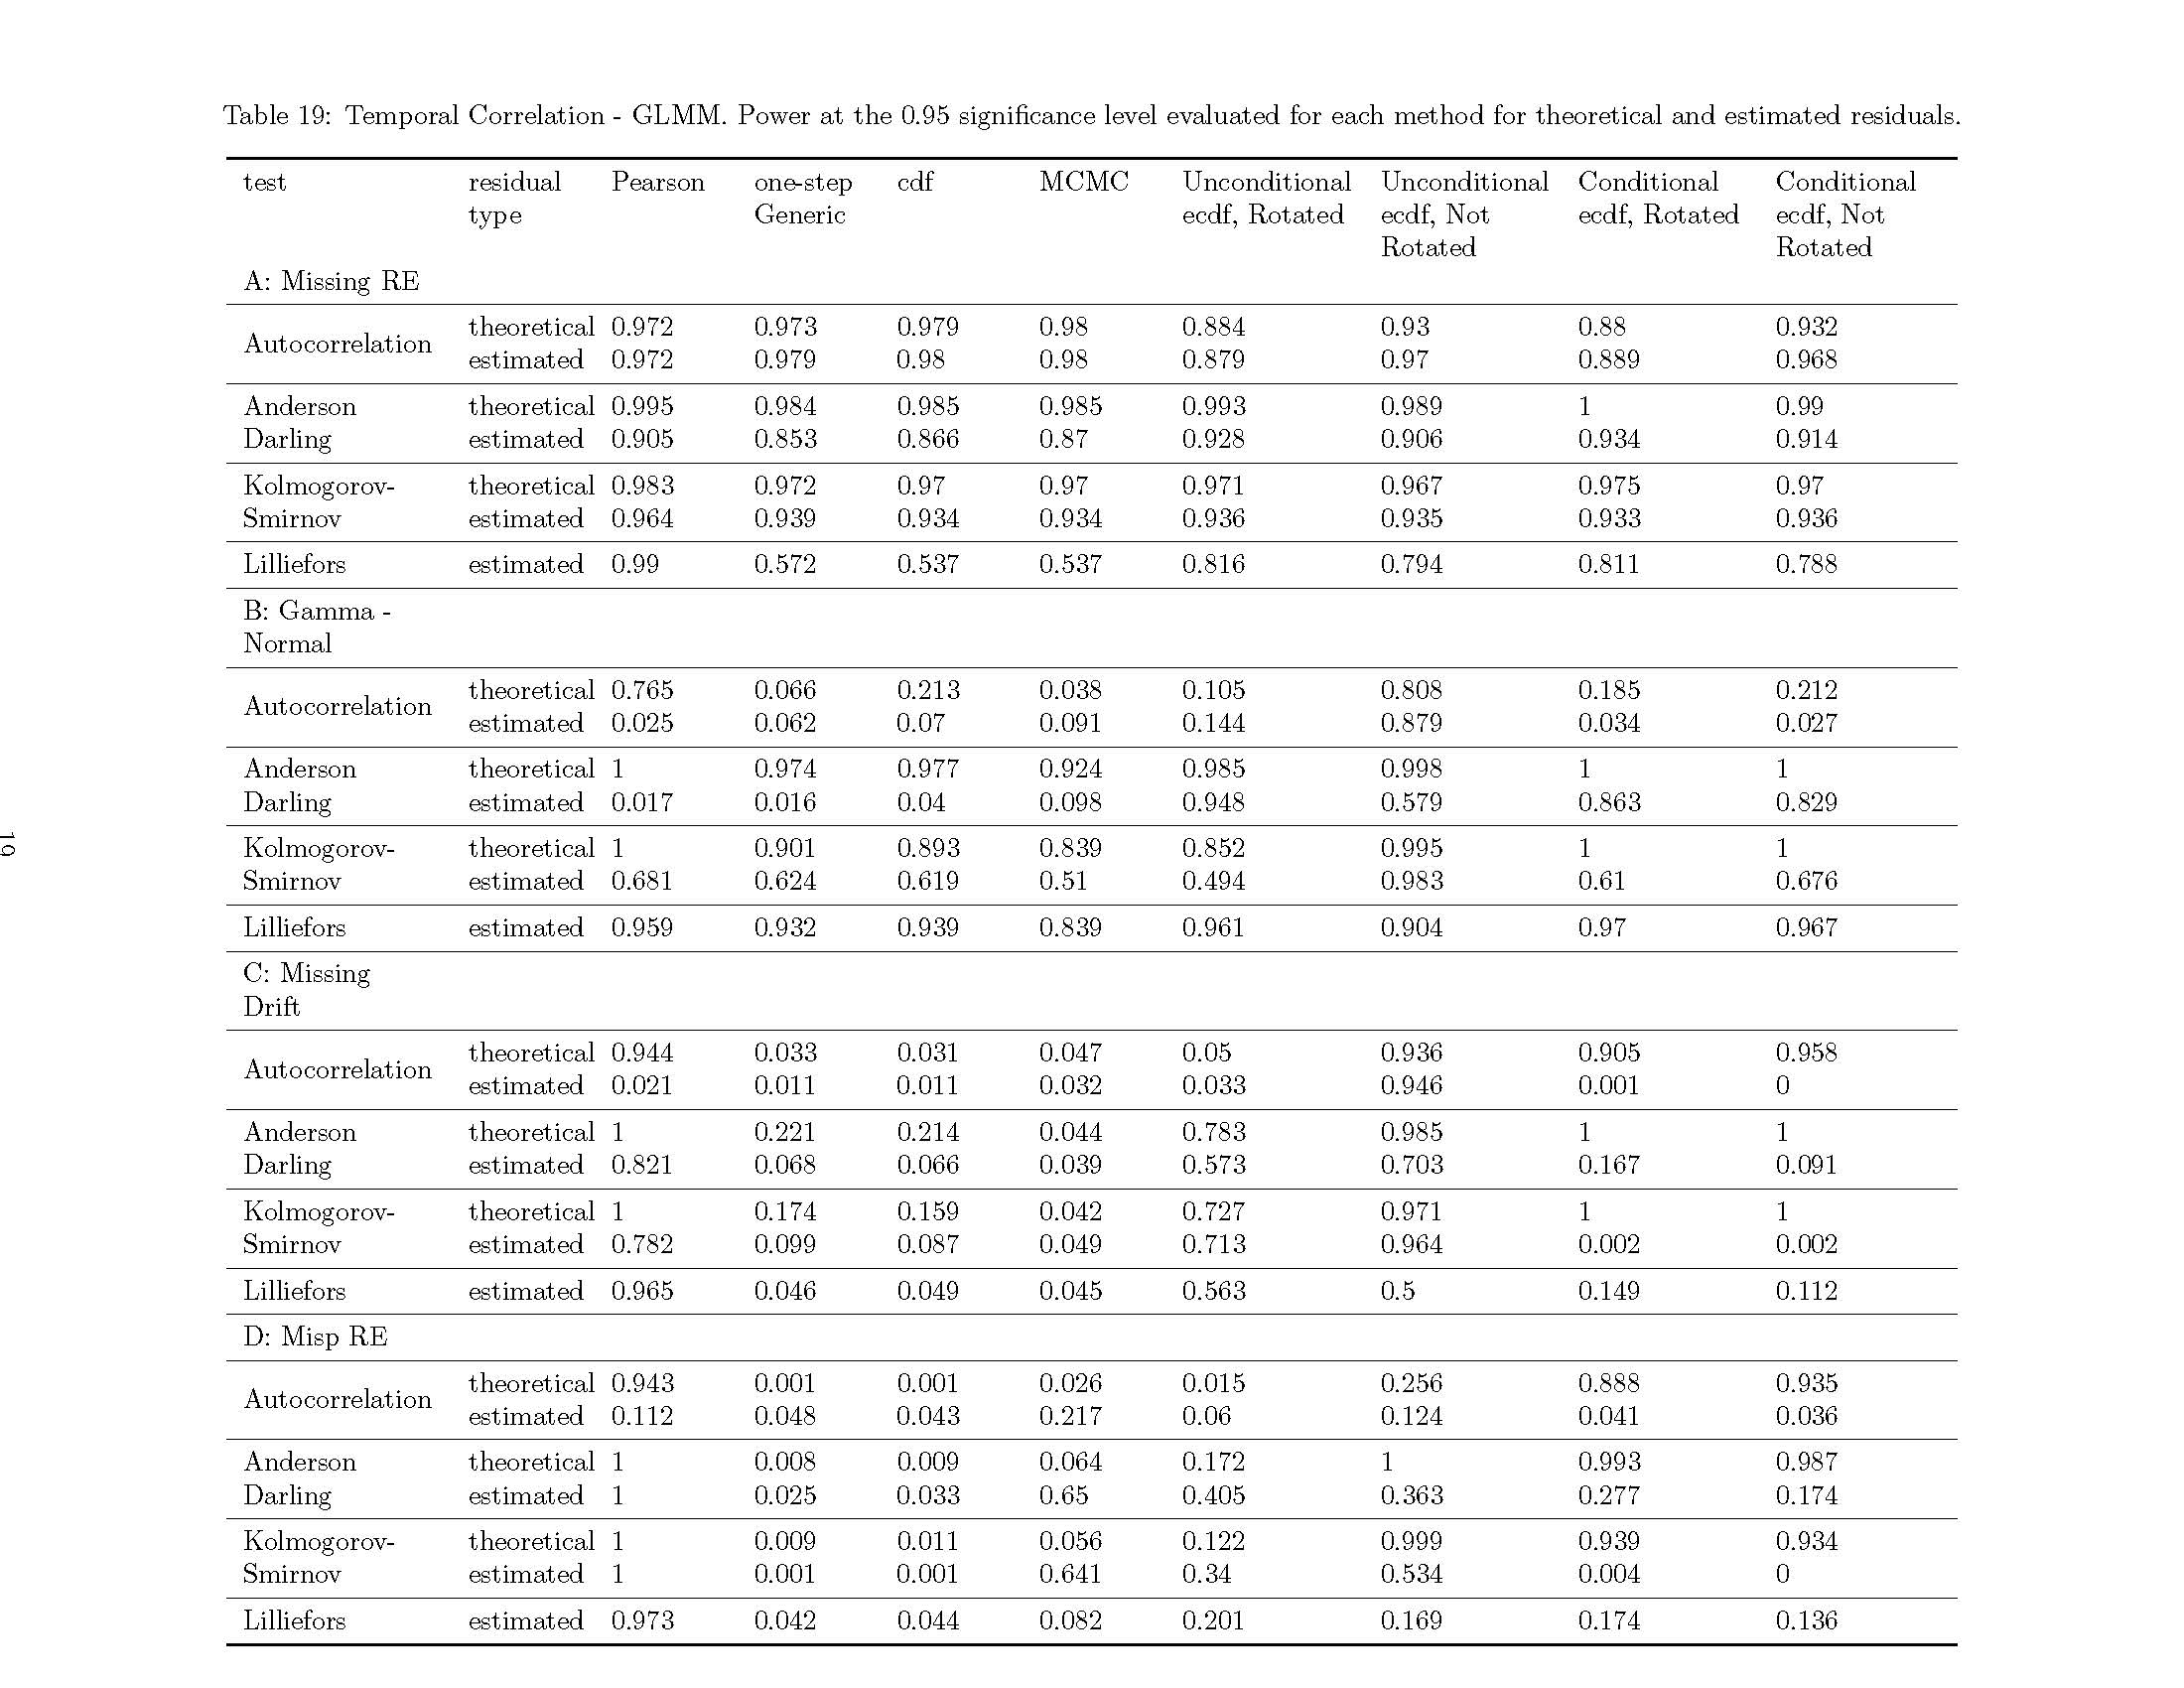 Table 19: Temporal Correlation - GLMM. Power at the 0.95 significance level evaluated for each method for theoretical and estimated residuals.
test residual type Pearson one-step Generic cdf MCMC Unconditional ecdf, Rotated Unconditional ecdf, Not Rotated Conditional ecdf, Rotated Conditional ecdf, Not Rotated
A: Missing RE
Autocorrelation theoretical 0.972 0.973 0.979 0.98 0.884 0.93 0.88 0.932
estimated 0.972 0.979 0.98 0.98 0.879 0.97 0.889 0.968
Anderson theoretical 0.995 0.984 0.985 0.985 0.993 0.989 1 0.99
Darling estimated 0.905 0.853 0.866 0.87 0.928 0.906 0.934 0.914
Kolmogorov- theoretical 0.983 0.972 0.97 0.97 0.971 0.967 0.975 0.97
Smirnov estimated 0.964 0.939 0.934 0.934 0.936 0.935 0.933 0.936
Lilliefors estimated 0.99 0.572 0.537 0.537 0.816 0.794 0.811 0.788
B: Gamma -
Normal
Autocorrelation theoretical 0.765 0.066 0.213 0.038 0.105 0.808 0.185 0.212
estimated 0.025 0.062 0.07 0.091 0.144 0.879 0.034 0.027
Anderson theoretical 1 0.974 0.977 0.924 0.985 0.998 1 1
Darling estimated 0.017 0.016 0.04 0.098 0.948 0.579 0.863 0.829
Kolmogorov- theoretical 1 0.901 0.893 0.839 0.852 0.995 1 1
Smirnov estimated 0.681 0.624 0.619 0.51 0.494 0.983 0.61 0.676
Lilliefors estimated 0.959 0.932 0.939 0.839 0.961 0.904 0.97 0.967
C: Missing
Drift
Autocorrelation theoretical 0.944 0.033 0.031 0.047 0.05 0.936 0.905 0.958
estimated 0.021 0.011 0.011 0.032 0.033 0.946 0.001 0
Anderson theoretical 1 0.221 0.214 0.044 0.783 0.985 1 1
Darling estimated 0.821 0.068 0.066 0.039 0.573 0.703 0.167 0.091
Kolmogorov- theoretical 1 0.174 0.159 0.042 0.727 0.971 1 1
Smirnov estimated 0.782 0.099 0.087 0.049 0.713 0.964 0.002 0.002
Lilliefors estimated 0.965 0.046 0.049 0.045 0.563 0.5 0.149 0.112
D: Misp RE
Autocorrelation theoretical 0.943 0.001 0.001 0.026 0.015 0.256 0.888 0.935
estimated 0.112 0.048 0.043 0.217 0.06 0.124 0.041 0.036
Anderson theoretical 1 0.008 0.009 0.064 0.172 1 0.993 0.987
Darling estimated 1 0.025 0.033 0.65 0.405 0.363 0.277 0.174
Kolmogorov- theoretical 1 0.009 0.011 0.056 0.122 0.999 0.939 0.934
Smirnov estimated 1 0.001 0.001 0.641 0.34 0.534 0.004 0
Lilliefors estimated 0.973 0.042 0.044 0.082 0.201 0.169 0.174 0.136
19